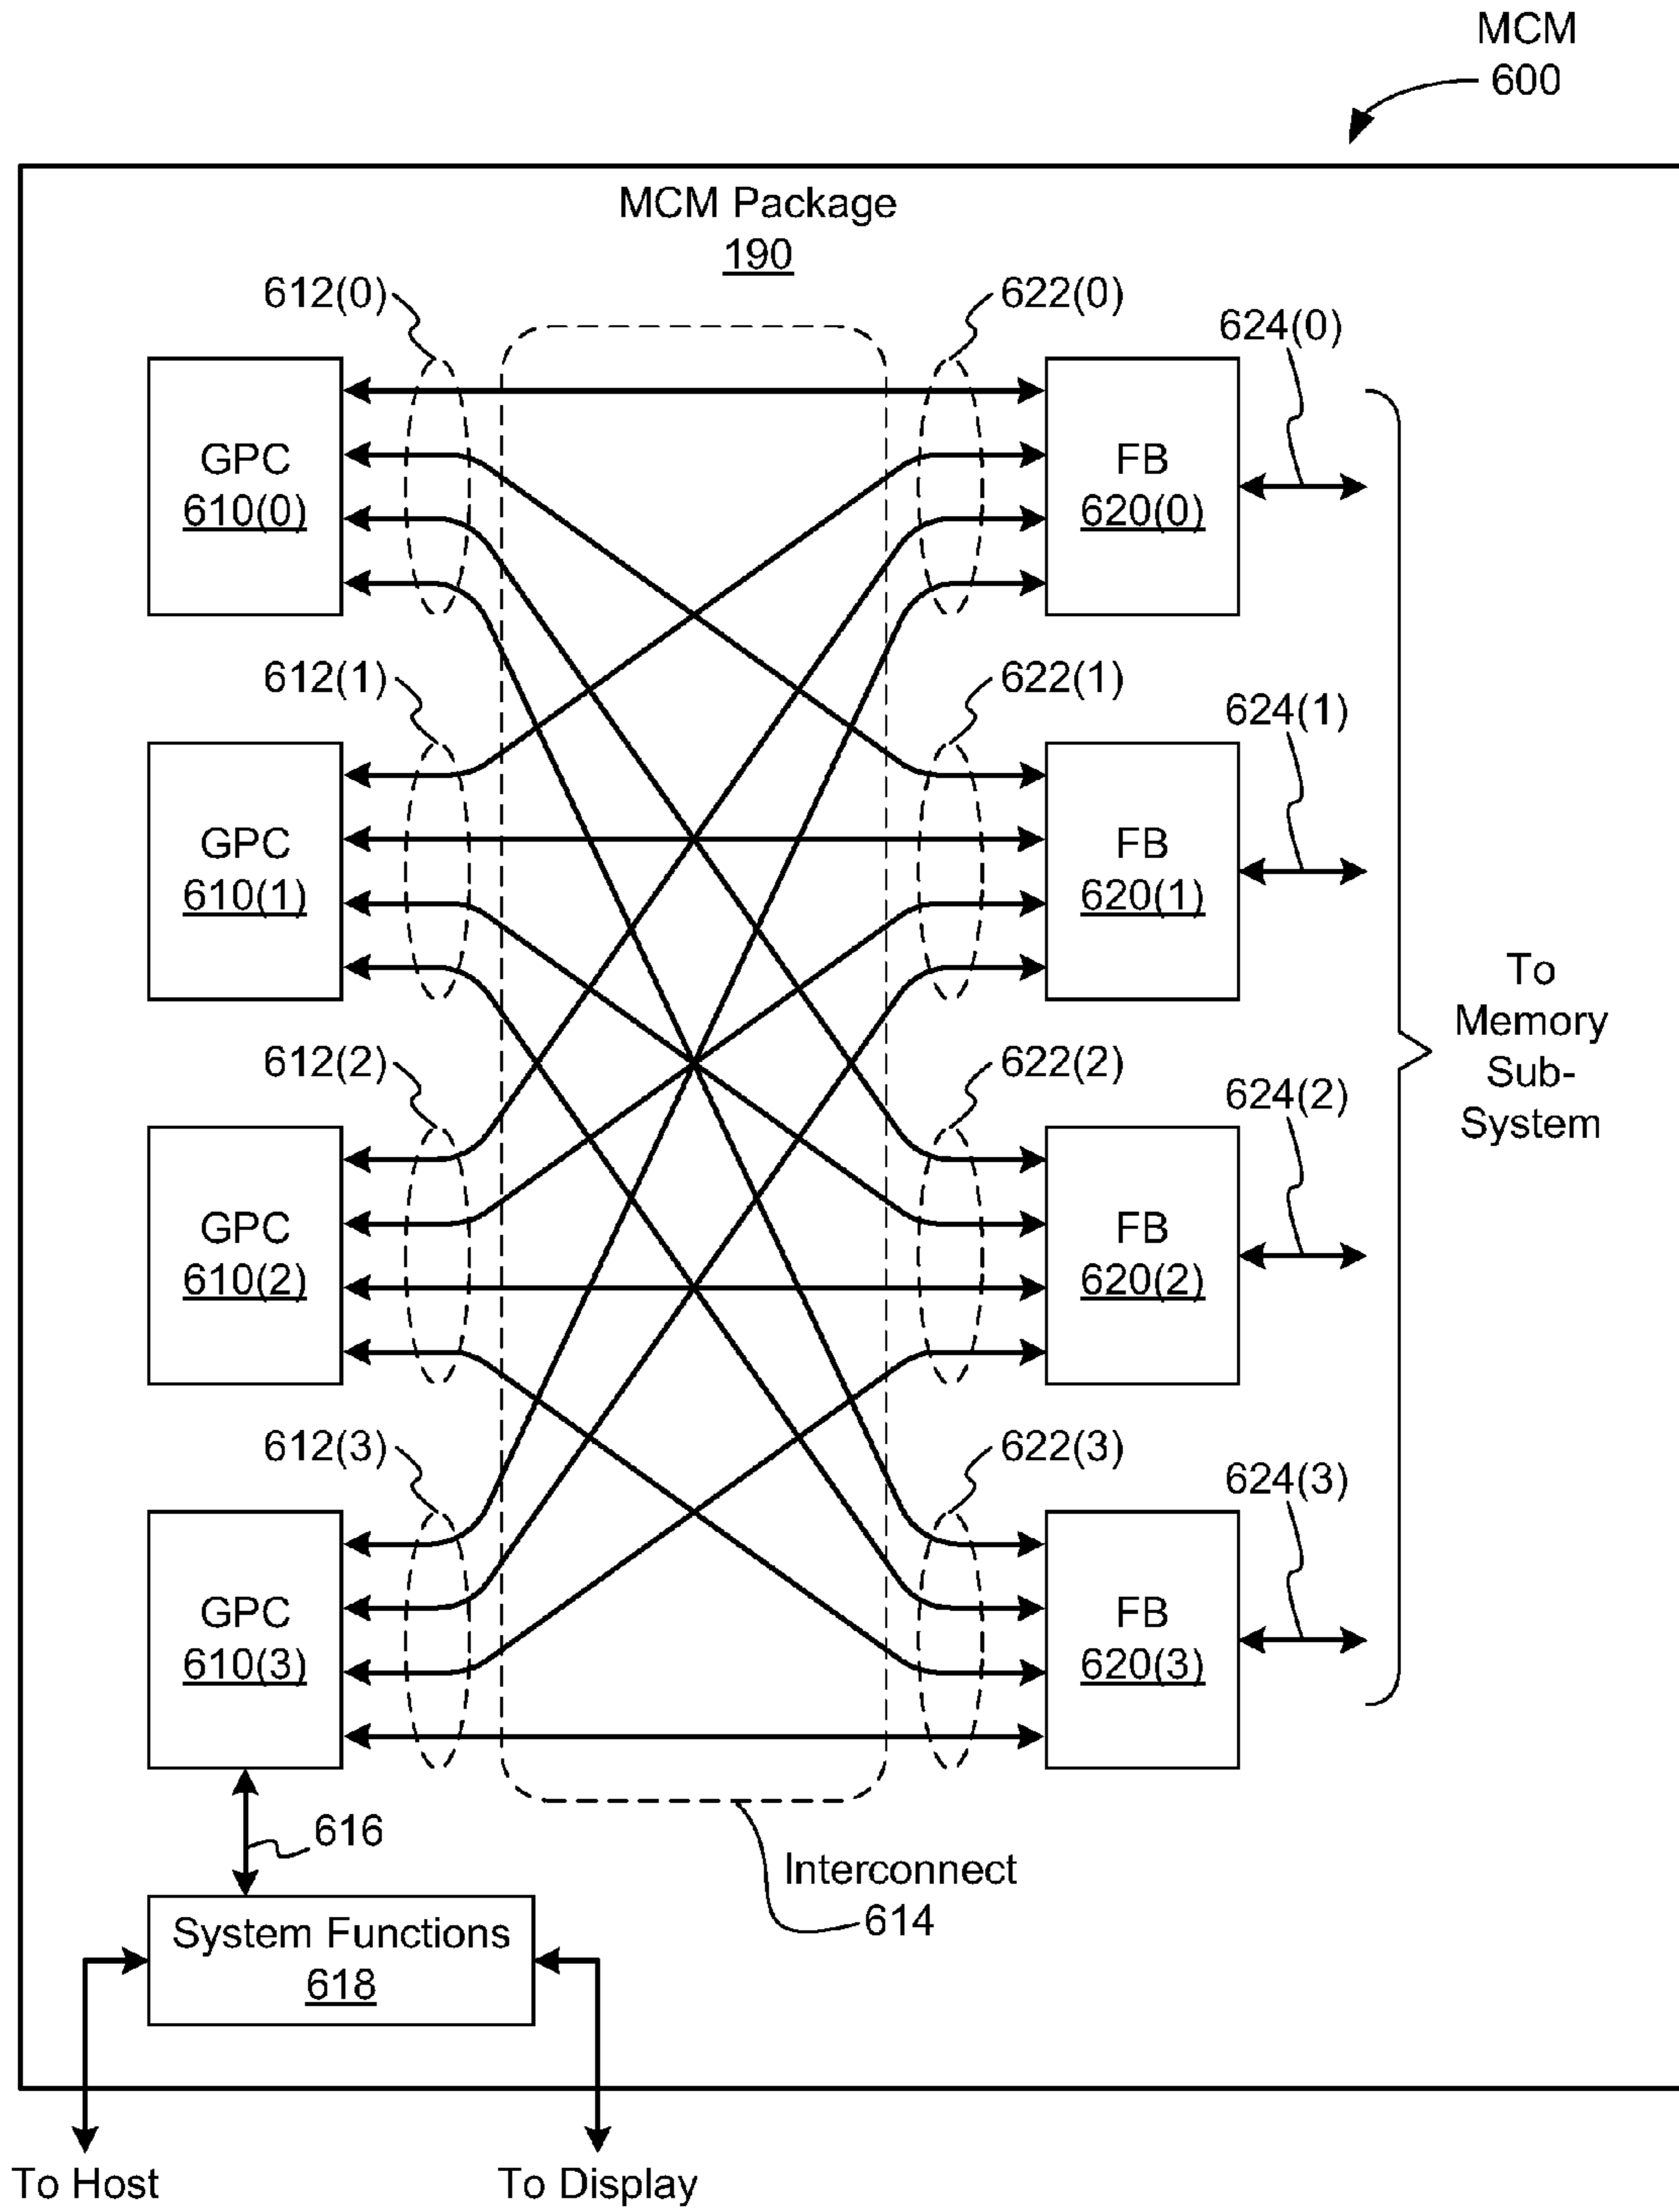 MCM
600
MCM Package
190
612(0)
622(0)
624(0)
GPC
610(0)
FB
620(0)
612(1)
622(1)
624(1)
GPC
610(1)
FB
620(1)
To
Memory
Sub-
System
612(2)
622(2)
624(2)
GPC
610(2)
FB
620(2)
612(3)
622(3)
624(3)
GPC
610(3)
FB
620(3)
616
Interconnect
614
System Functions
618
To Host
To Display